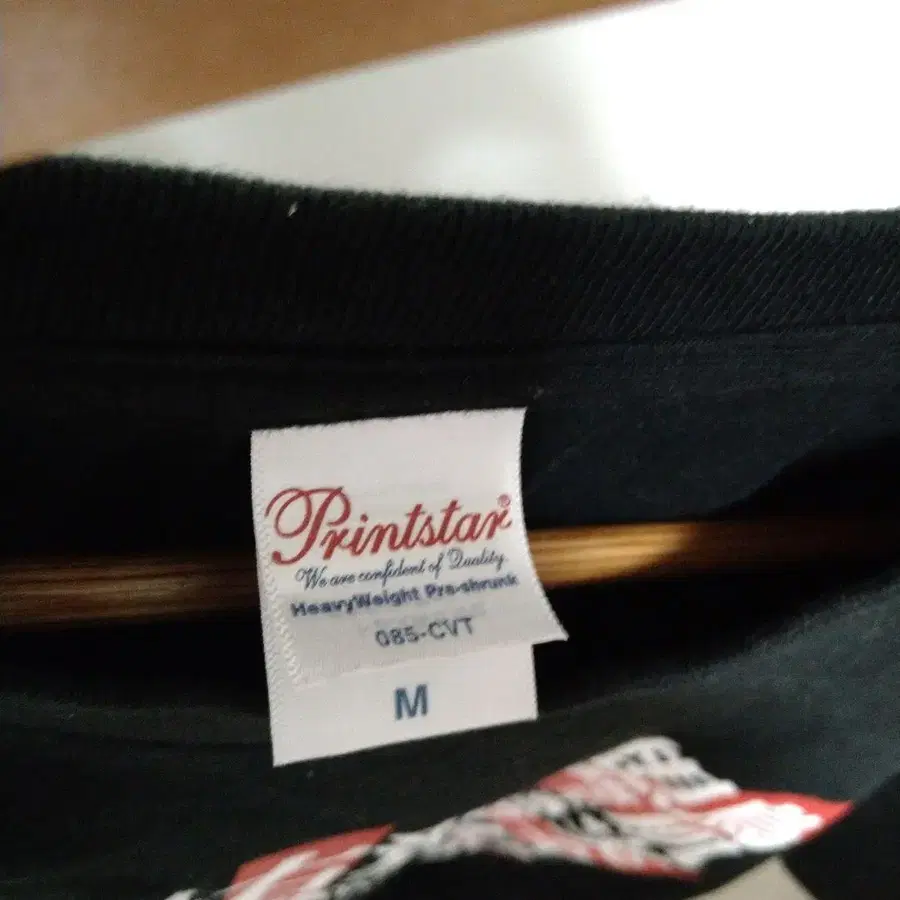 Printstar®
We are confident of Quality.
HeavyWeight Pre-shrunk
085-CVT
M